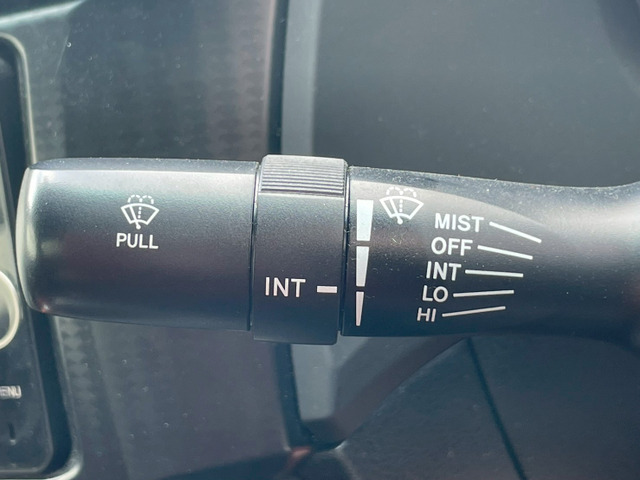 PULL
INT
MIST
OFF
INT
LO
HI